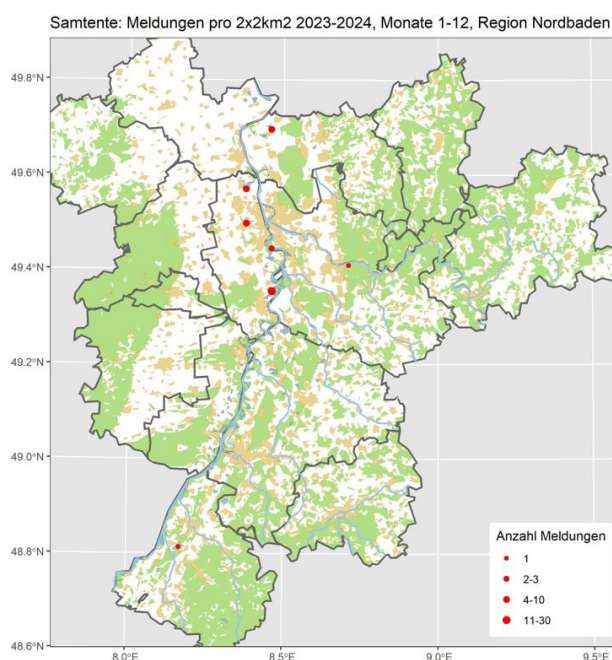 Samtente: Meldungen pro 2x2km2 2023-2024, Monate 1-12, Region Nordbaden
49.8°N
49.6°N
49.4°N
49.2°N
49.0°N
48.8°N
48.6°N
Anzahl Meldungen
1
2-3
4-10
11-30
8.0°E
8.5°E
9.0°E
9.5°E